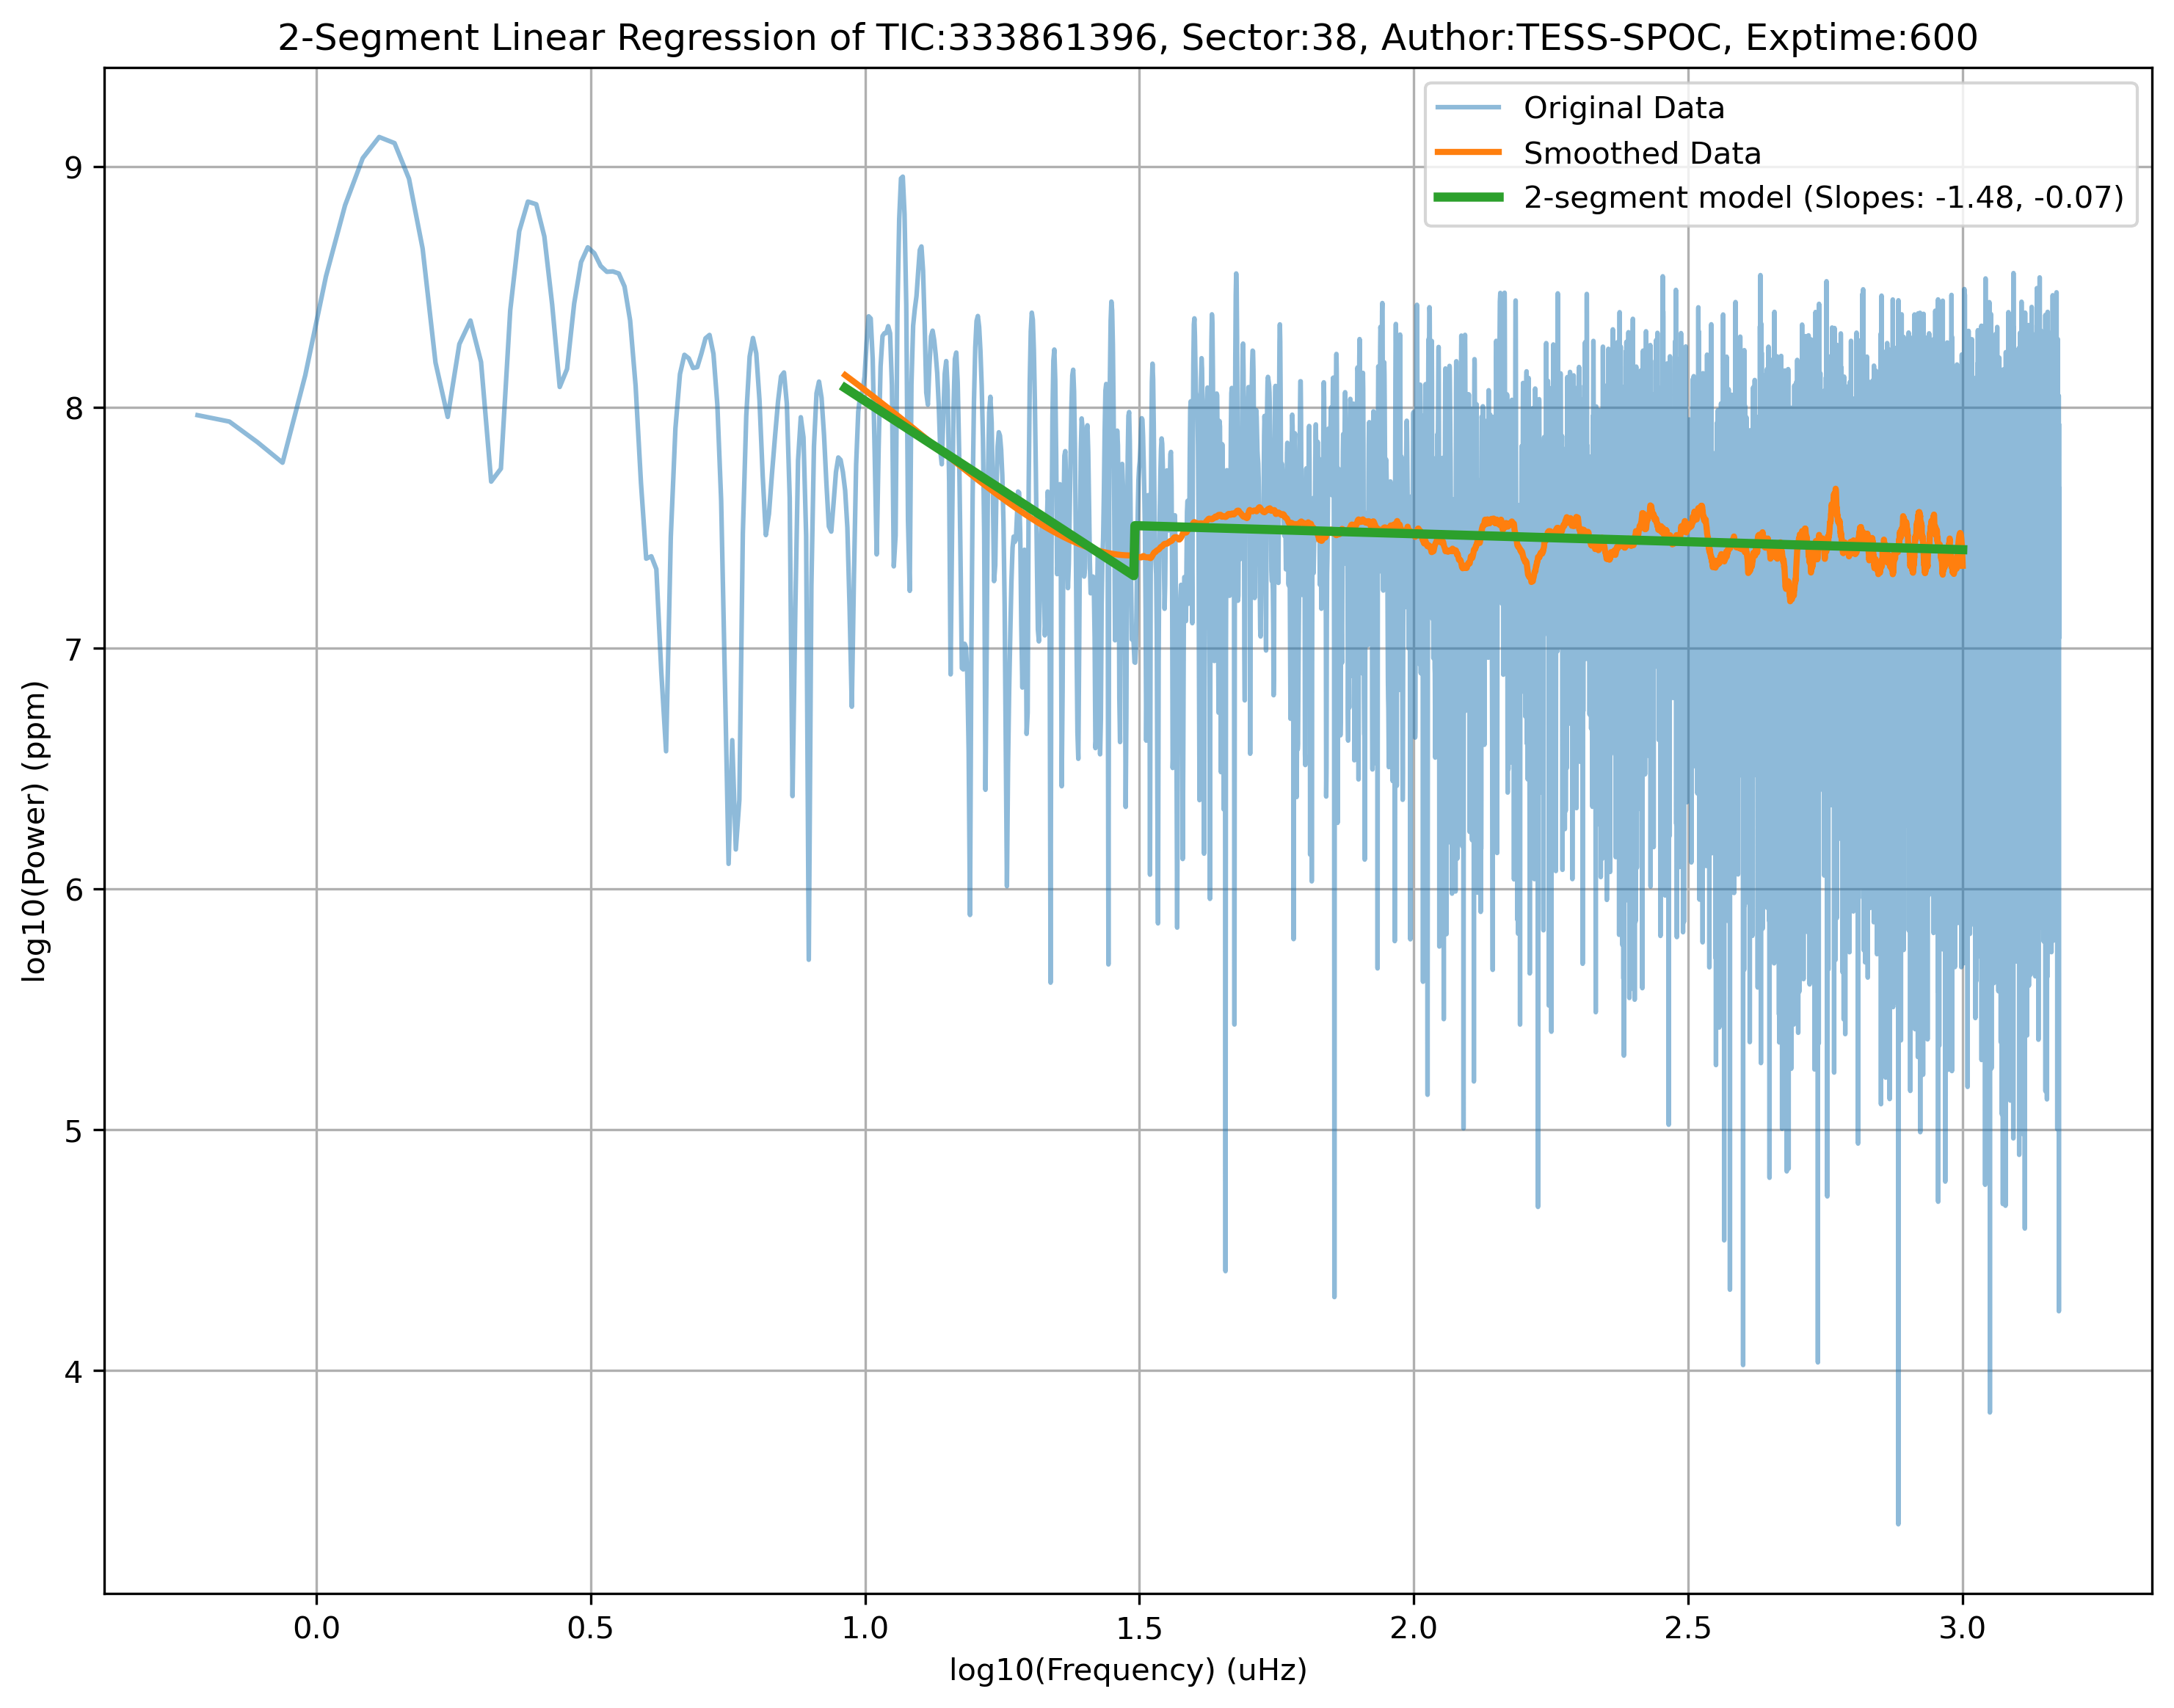 2-Segment Linear Regression of TIC:333861396, Sector:38, Author:TESS-SPOC, Exptime:600
Original Data
Smoothed Data
2-segment model (Slopes: -1.48, -0.07)
9
8
7
6
5
4
log10(Power) (ppm)
0.0 0.5 1.0 1.5 2.0 2.5 3.0
log10(Frequency) (uHz)